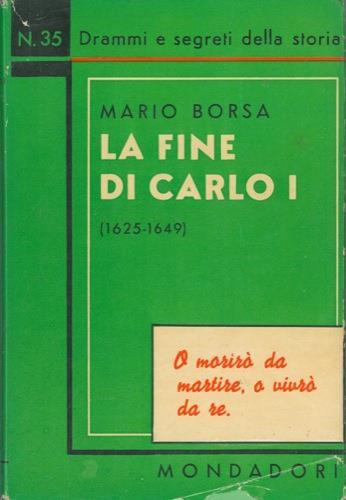 N. 35 Drammi e segreti della storia
MARIO BORSA
LA FINE
DI CARLO I
(1625-1649)
O morirò da
martire, o vivrò
da re.
MONDADORI